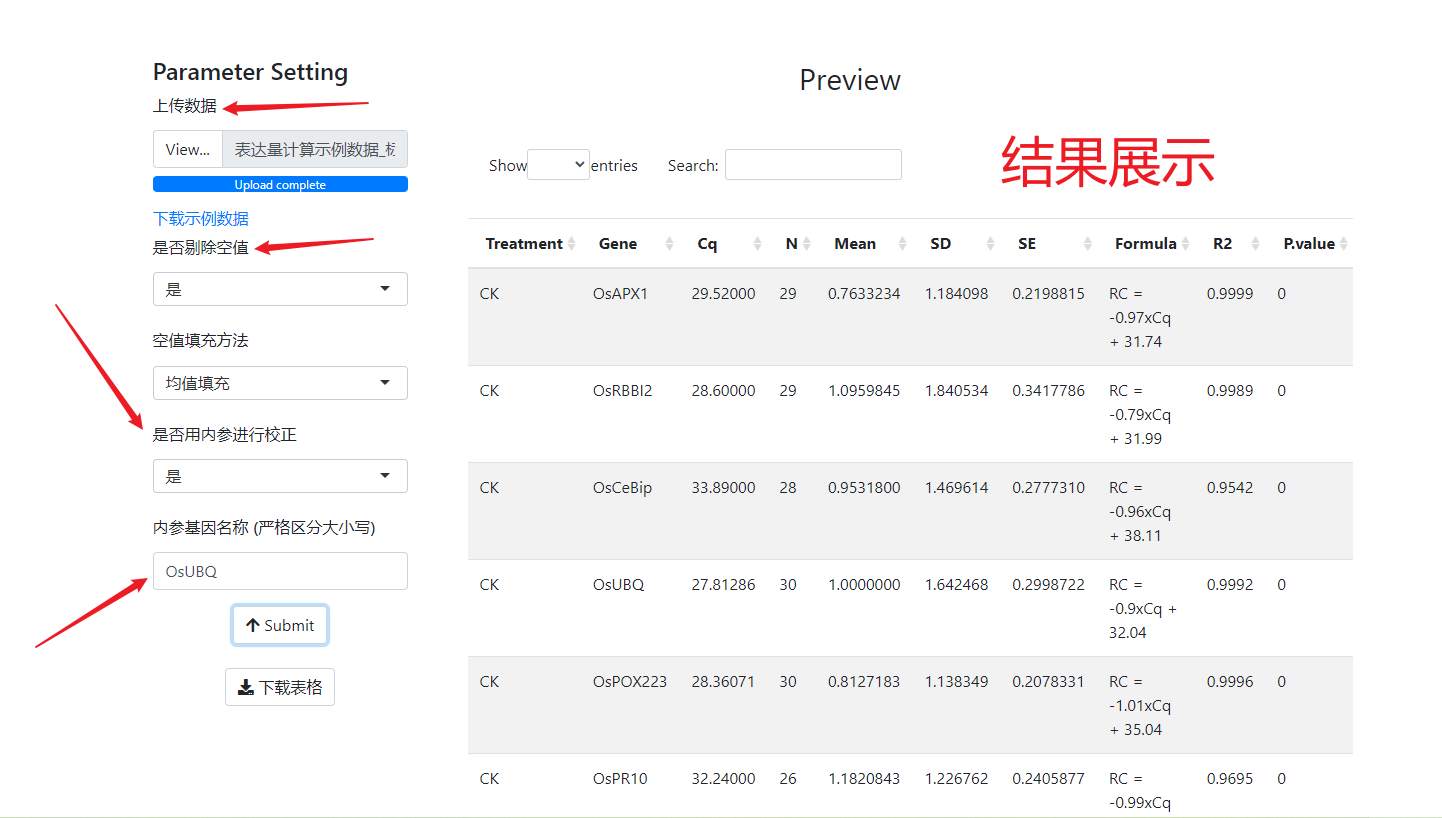 Parameter Setting
上传数据
View... 表达量计算示例数据_标
Upload complete
下载示例数据
是否剔除空值
是
空值填充方法
均值填充
是否用内参进行校正
是
内参基因名称 (严格区分大小写)
OsUBQ
Submit
下载表格
Preview
结果展示
Show entries Search:
Treatment Gene Cq N Mean SD SE Formula R2 P.value
CK OsAPX1 29.52000 29 0.7633234 1.184098 0.2198815 RC = 0.9999 0
-0.97xCq
+ 31.74
CK OsRBBI2 28.60000 29 1.0959845 1.840534 0.3417786 RC = 0.9989 0
-0.79xCq
+ 31.99
CK OsCeBip 33.89000 28 0.9531800 1.469614 0.2777310 RC = 0.9542 0
-0.96xCq
+ 38.11
CK OsUBQ 27.81286 30 1.0000000 1.642468 0.2998722 RC = 0.9992 0
-0.9xCq +
32.04
CK OsPOX223 28.36071 30 0.8127183 1.138349 0.2078331 RC = 0.9996 0
-1.01xCq
+ 35.04
CK OsPR10 32.24000 26 1.1820843 1.226762 0.2405877 RC = 0.9695 0
-0.99xCq